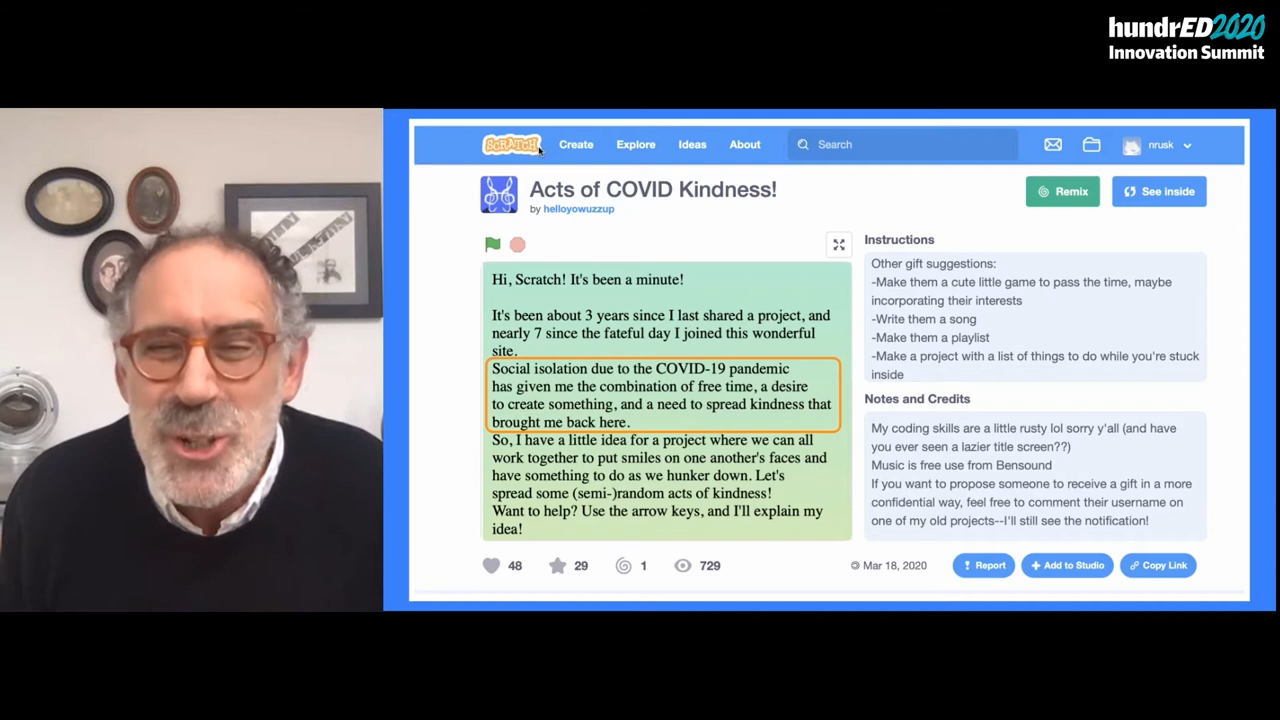 hundrED2020
Innovation Summit
SCRATCH
Create
Explore
Ideas
About
Search
nrusk
Acts of COVID Kindness!
by helloyowuzzup
Remix
See inside
Hi, Scratch! It's been a minute!
It's been about 3 years since I last shared a project, and
nearly 7 since the fateful day I joined this wonderful
site.
Social isolation due to the COVID-19 pandemic
has given me the combination of free time, a desire
to create something, and a need to spread kindness that
brought me back here.
So, I have a little idea for a project where we can all
work together to put smiles on one another's faces and
have something to do as we hunker down. Let's
spread some (semi-)random acts of kindness!
Want to help? Use the arrow keys, and I'll explain my
idea!
Instructions
Other gift suggestions:
-Make them a cute little game to pass the time, maybe
incorporating their interests
-Write them a song
-Make them a playlist
-Make a project with a list of things to do while you're stuck
inside
Notes and Credits
My coding skills are a little rusty lol sorry y'all (and have
you ever seen a lazier title screen??)
Music is free use from Bensound
If you want to propose someone to receive a gift in a more
confidential way, feel free to comment their username on
one of my old projects--I'll still see the notification!
48
29
1
729
© Mar 18, 2020
Report
Add to Studio
Copy Link